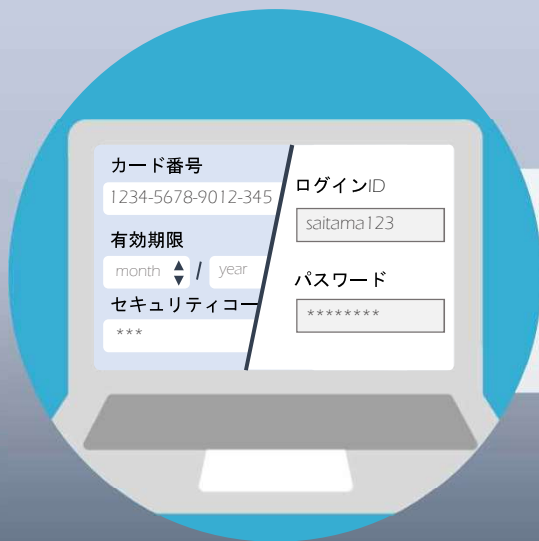 カード番号
1234-5678-9012-345
有効期限
month / year
セキュリティコー
***
ログインID
saitama123
パスワード
********